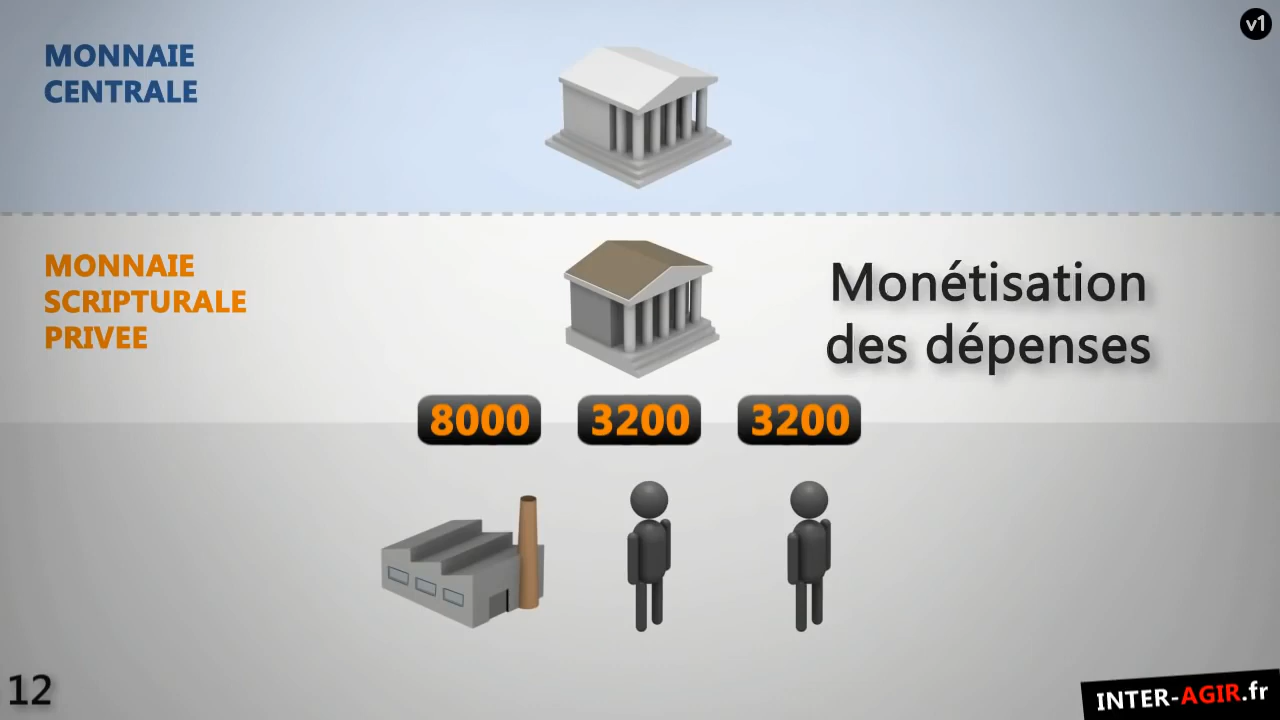 MONNAIE
CENTRALE
v1
MONNAIE
SCRIPTURALE
PRIVEE
Monétisation
des dépenses
8000 3200 3200
12
INTER-AGIR.fr